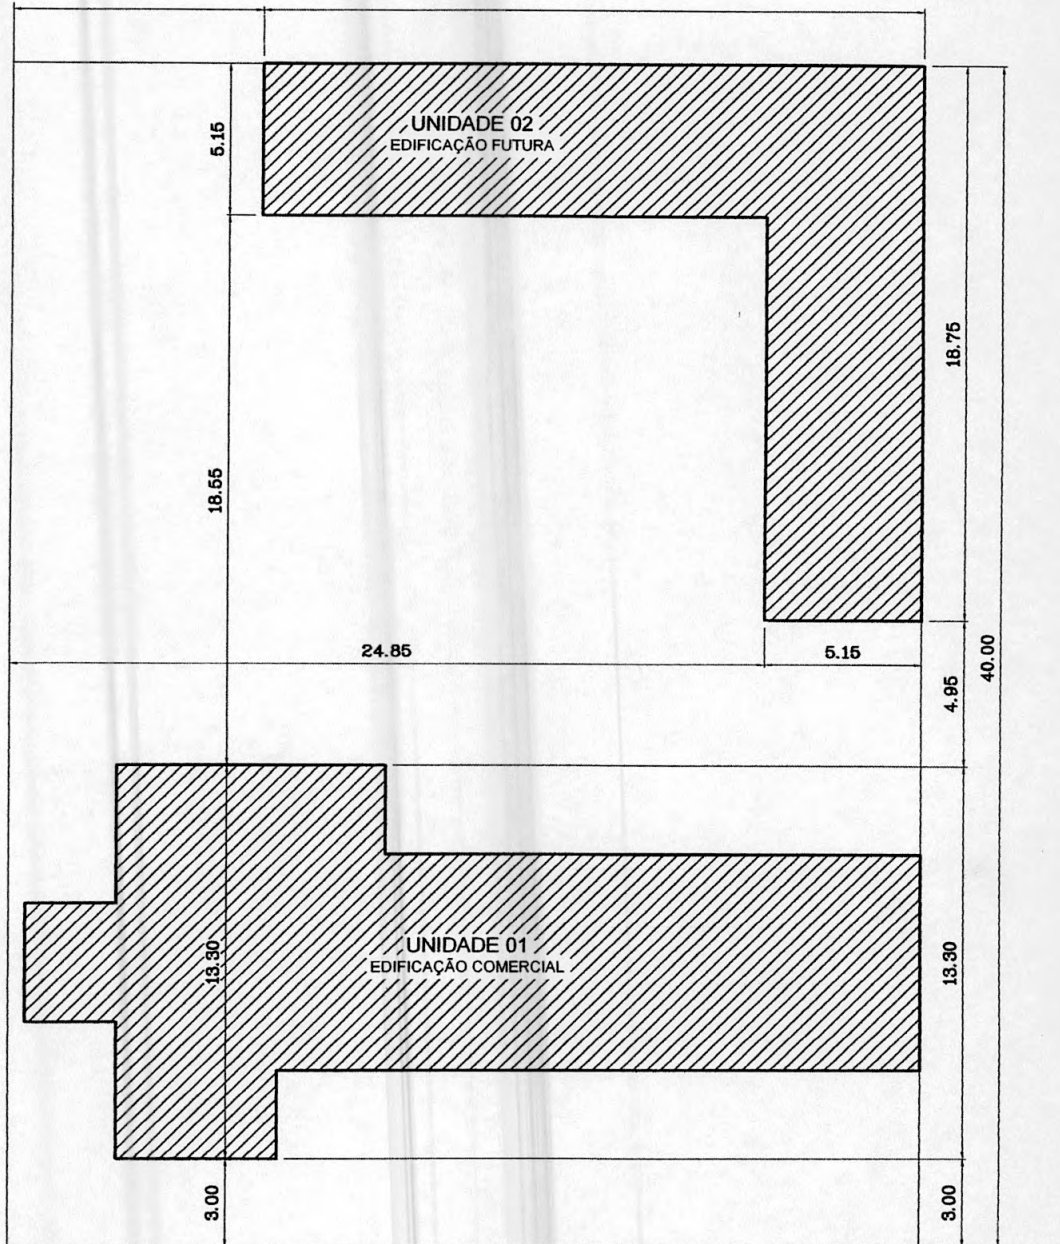 5.15
UNIDADE 02
EDIFICAÇÃO FUTURA
18.75
18.55
24.85
5.15
40.00
4.95
UNIDADE 01
EDIFICAÇÃO COMERCIAL
13.30
13.30
3.00
3.00